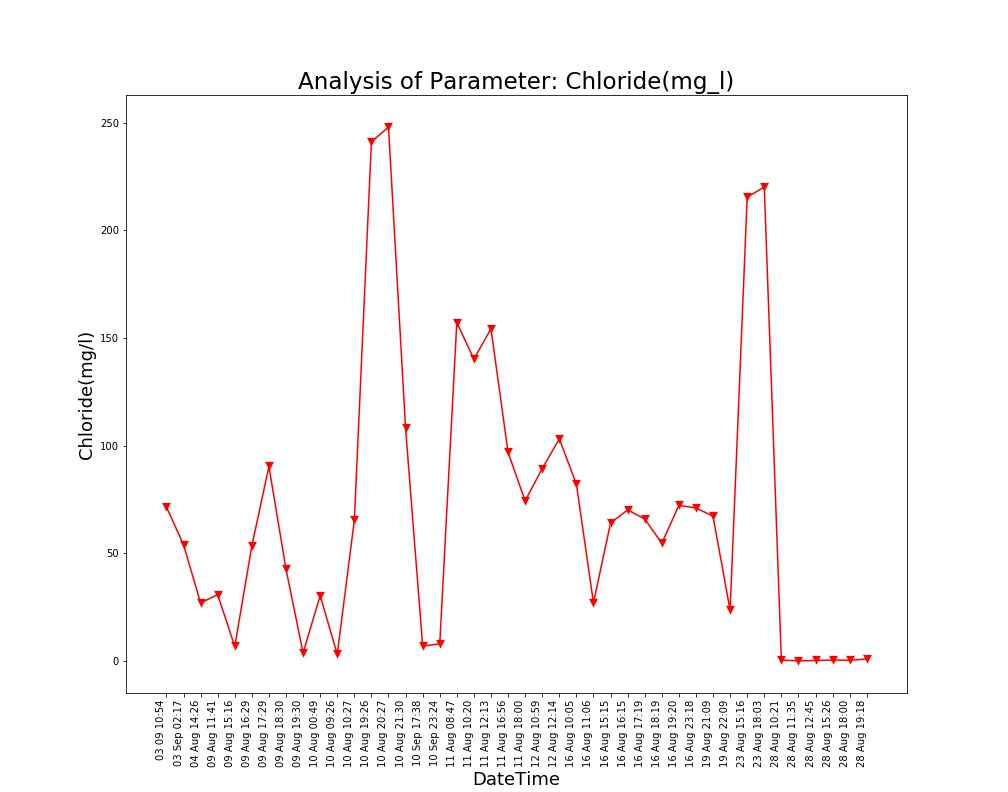 Analysis of Parameter: Chloride(mg_l)
Chloride(mg/l)
250
200
150
100
50
0
03 09 10:54
03 Sep 02:17
04 Aug 14:26
09 Aug 11:41
09 Aug 15:16
09 Aug 16:29
09 Aug 17:29
09 Aug 18:30
09 Aug 19:30
10 Aug 00:49
10 Aug 09:26
10 Aug 10:27
10 Aug 19:26
10 Aug 20:27
10 Aug 21:30
10 Sep 17:38
10 Sep 23:24
11 Aug 08:47
11 Aug 10:20
11 Aug 12:13
11 Aug 16:56
11 Aug 18:00
12 Aug 10:59
12 Aug 12:14
16 Aug 10:05
16 Aug 11:06
16 Aug 15:15
16 Aug 16:15
16 Aug 17:19
16 Aug 18:19
16 Aug 19:20
16 Aug 23:18
19 Aug 21:09
19 Aug 22:09
23 Aug 15:16
23 Aug 18:03
28 Aug 10:21
28 Aug 11:35
28 Aug 12:45
28 Aug 15:26
28 Aug 18:00
28 Aug 19:18
DateTime